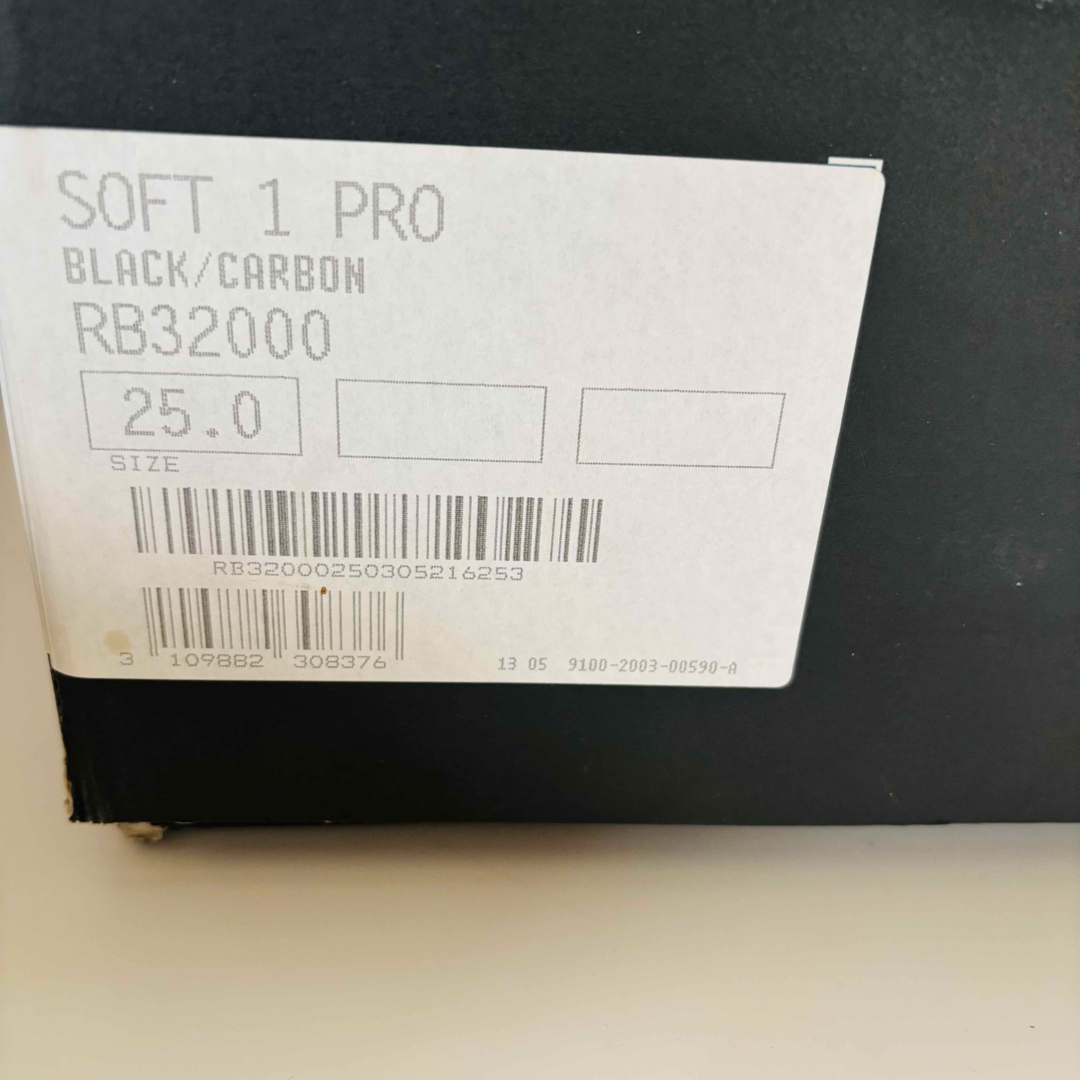 SOFT 1 PRO
BLACK/CARBON
RB32000
25.0
SIZE
RB32000250305216253
3 109882 308376
13 05 9100-2003-00590-A